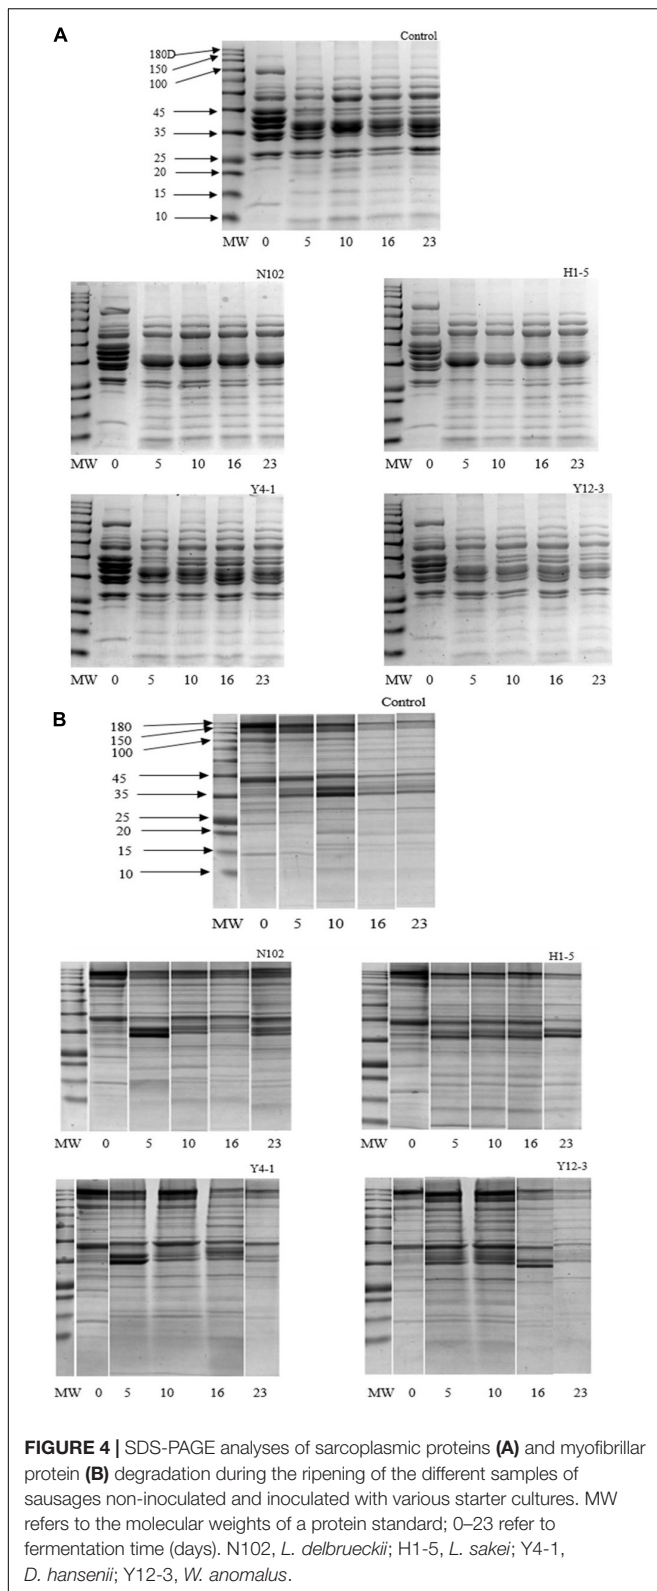 A
Control
180D
150
100
45
35
25
20
15
10
MW 0 5 10 16 23
N102
H1-5
MW 0 5 10 16 23
MW 0 5 10 16 23
Y4-1
Y12-3
MW 0 5 10 16 23
MW 0 5 10 16 23
B
Control
180
150
100
45
35
25
20
15
10
MW 0 5 10 16 23
N102
H1-5
MW 0 5 10 16 23
MW 0 5 10 16 23
Y4-1
Y12-3
MW 0 5 10 16 23
MW 0 5 10 16 23
FIGURE 4 | SDS-PAGE analyses of sarcoplasmic proteins (A) and myofibrillar
protein (B) degradation during the ripening of the different samples of
sausages non-inoculated and inoculated with various starter cultures. MW
refers to the molecular weights of a protein standard; 0–23 refer to
fermentation time (days). N102, L. delbrueckii; H1-5, L. sakei; Y4-1,
D. hansenii; Y12-3, W. anomalus.